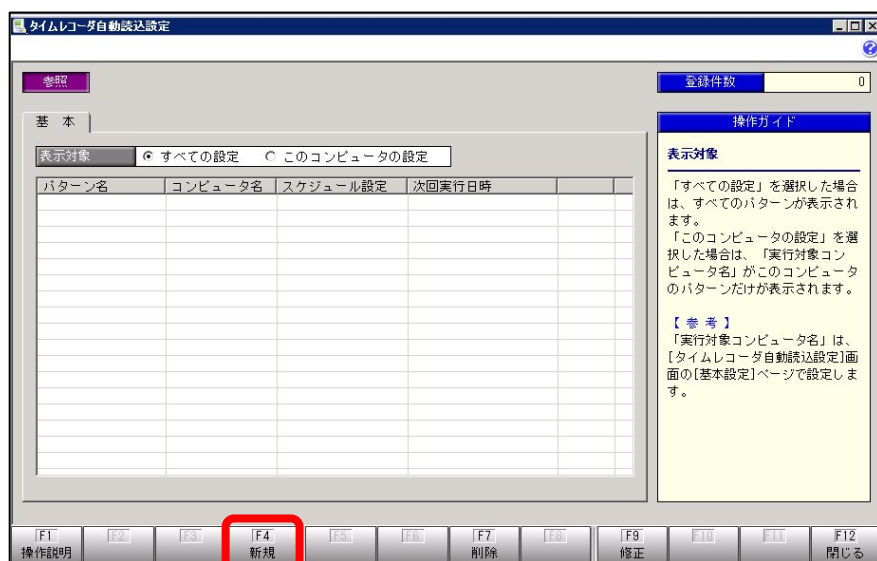 タイムレコーダ自動読込設定
参照
登録件数 0
基 本
操作ガイド
表示対象 すべての設定 このコンピュータの設定
パターン名 コンピュータ名 スケジュール設定 次回実行日時
表示対象
「すべての設定」を選択した場合
は、すべてのパターンが表示され
ます。
「このコンピュータの設定」を選
択した場合は、「実行対象コン
ピュータ名」がこのコンピュータ
のパターンだけが表示されます。
【参考】
「実行対象コンピュータ名」は、
[タイムレコーダ自動読込設定]画
面の[基本設定]ページで設定しま
す。
F1 F2 F3 F4 F5 F6 F7 F8 F9 F10 F11 F12
操作説明 新規 削除 修正 閉じる